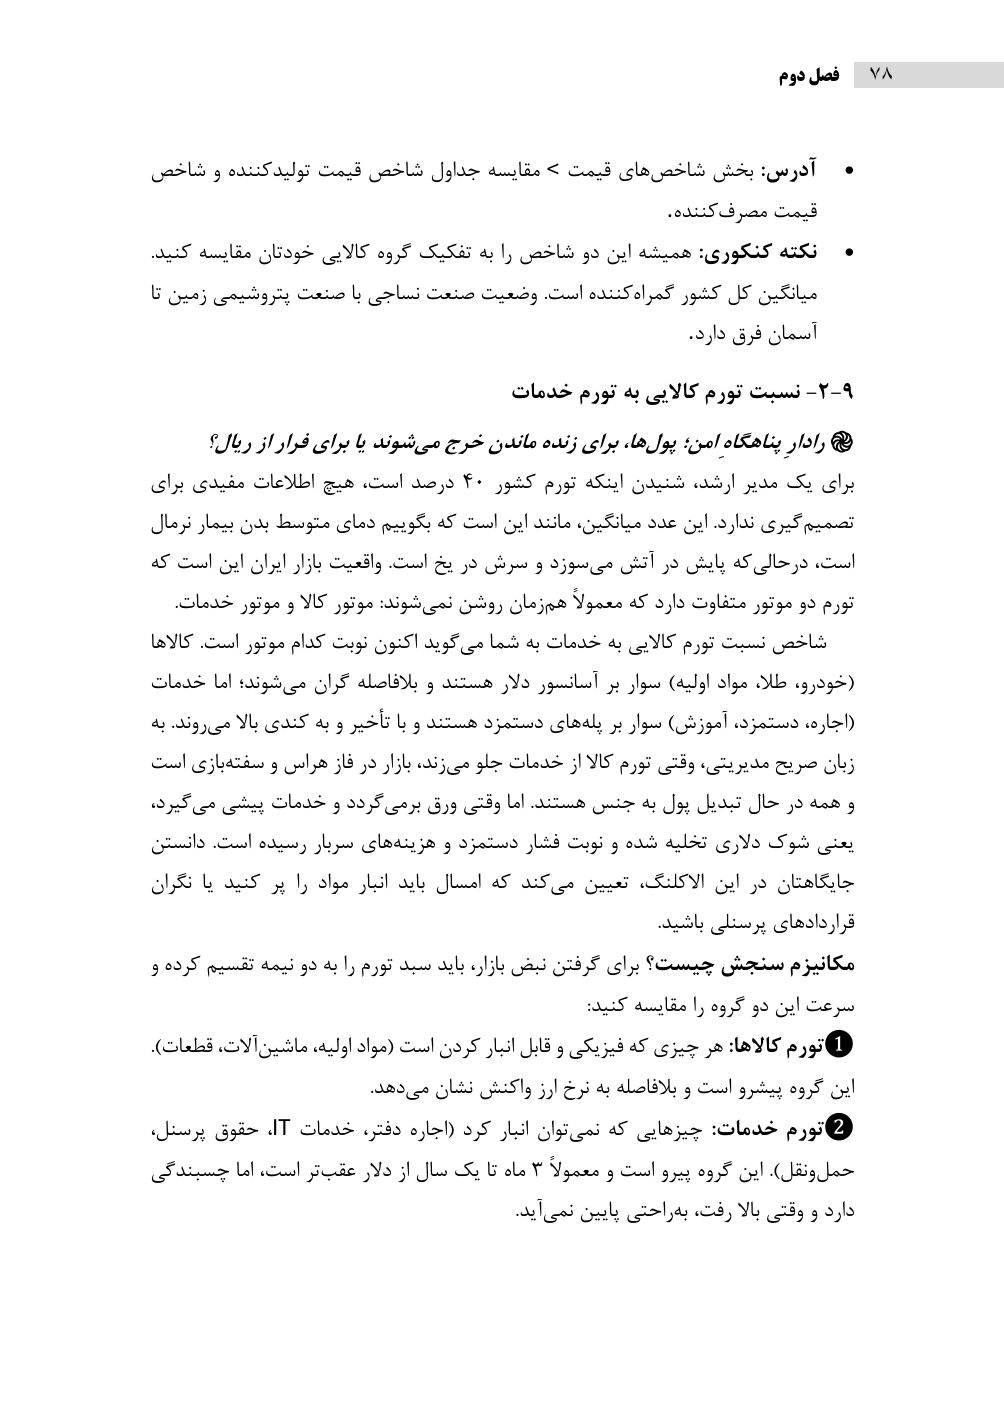 ۷۸ فصل دوم
• آدرس: بخش شاخص‌های قیمت > مقایسه جداول شاخص قیمت تولیدکننده و شاخص
قیمت مصرف‌کننده.
• نکته کنکوری: همیشه این دو شاخص را به تفکیک گروه کالایی خودتان مقایسه کنید.
میانگین کل کشور گمراه‌کننده است. وضعیت صنعت نساجی با صنعت پتروشیمی زمین تا
آسمان فرق دارد.
۲-۹- نسبت تورم کالایی به تورم خدمات
رادارِ پناهگاهِ امن؛ پول‌ها، برای زنده ماندن خرج می‌شوند یا برای فرار از ریال؟
برای یک مدیر ارشد، شنیدن اینکه تورم کشور ۴۰ درصد است، هیچ اطلاعات مفیدی برای
تصمیم‌گیری ندارد. این عدد میانگین، مانند این است که بگوییم دمای متوسط بدن بیمار نرمال
است، درحالی‌که پایش در آتش می‌سوزد و سرش در یخ است. واقعیت بازار ایران این است که
تورم دو موتور متفاوت دارد که معمولاً هم‌زمان روشن نمی‌شوند: موتور کالا و موتور خدمات.
شاخص نسبت تورم کالایی به خدمات به شما می‌گوید اکنون نوبت کدام موتور است. کالاها
(خودرو، طلا، مواد اولیه) سوار بر آسانسور دلار هستند و بلافاصله گران می‌شوند؛ اما خدمات
(اجاره، دستمزد، آموزش) سوار بر پله‌های دستمزد هستند و با تأخیر و به کندی بالا می‌روند. به
زبان صریح مدیریتی، وقتی تورم کالا از خدمات جلو می‌زند، بازار در فاز هراس و سفته‌بازی است
و همه در حال تبدیل پول به جنس هستند. اما وقتی ورق برمی‌گردد و خدمات پیشی می‌گیرد،
یعنی شوک دلاری تخلیه شده و نوبت فشار دستمزد و هزینه‌های سربار رسیده است. دانستن
جایگاهتان در این الاکلنگ، تعیین می‌کند که امسال باید انبار مواد را پر کنید یا نگران
قراردادهای پرسنلی باشید.
مکانیزم سنجش چیست؟ برای گرفتن نبض بازار، باید سبد تورم را به دو نیمه تقسیم کرده و
سرعت این دو گروه را مقایسه کنید:
❶تورم کالاها: هر چیزی که فیزیکی و قابل انبار کردن است (مواد اولیه، ماشین‌آلات، قطعات).
این گروه پیشرو است و بلافاصله به نرخ ارز واکنش نشان می‌دهد.
❷تورم خدمات: چیزهایی که نمی‌توان انبار کرد (اجاره دفتر، خدمات IT، حقوق پرسنل،
حمل‌ونقل). این گروه پیرو است و معمولاً ۳ ماه تا یک سال از دلار عقب‌تر است، اما چسبندگی
دارد و وقتی بالا رفت، به‌راحتی پایین نمی‌آید.